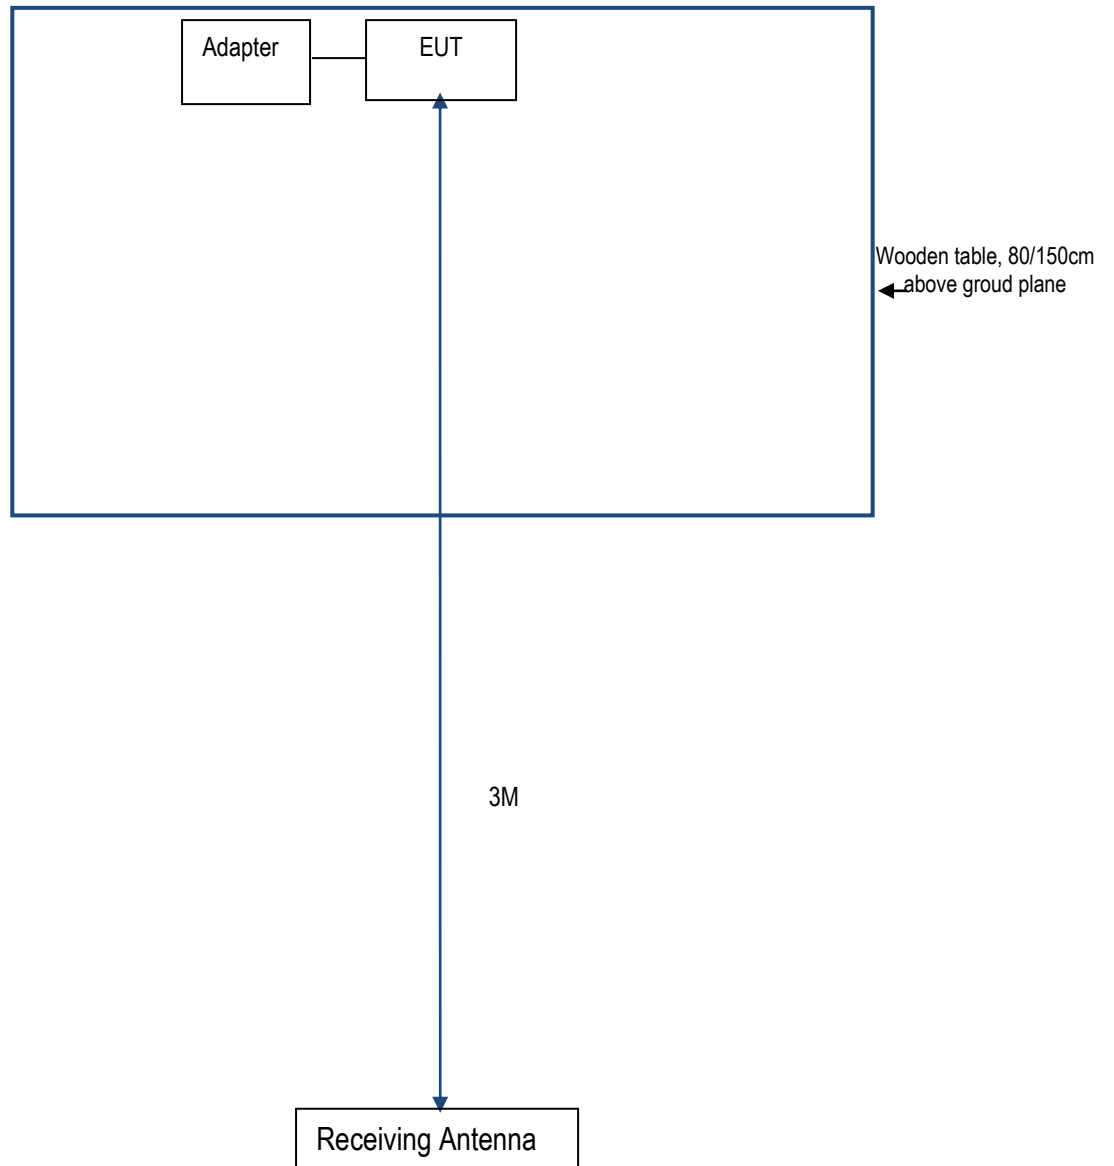 Adapter
EUT
Wooden table, 80/150cm
above groud plane
3M
Receiving Antenna